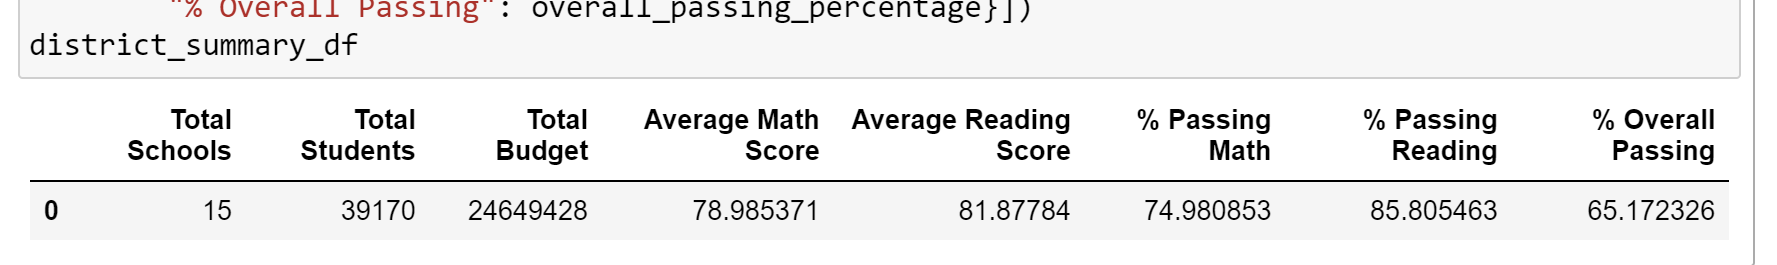 "% Overall Passing": overall_passing_percentage}])
district_summary_df
Total Schools Total Students Total Budget Average Math Score Average Reading Score % Passing Math % Passing Reading % Overall Passing
0 15 39170 24649428 78.985371 81.87784 74.980853 85.805463 65.172326